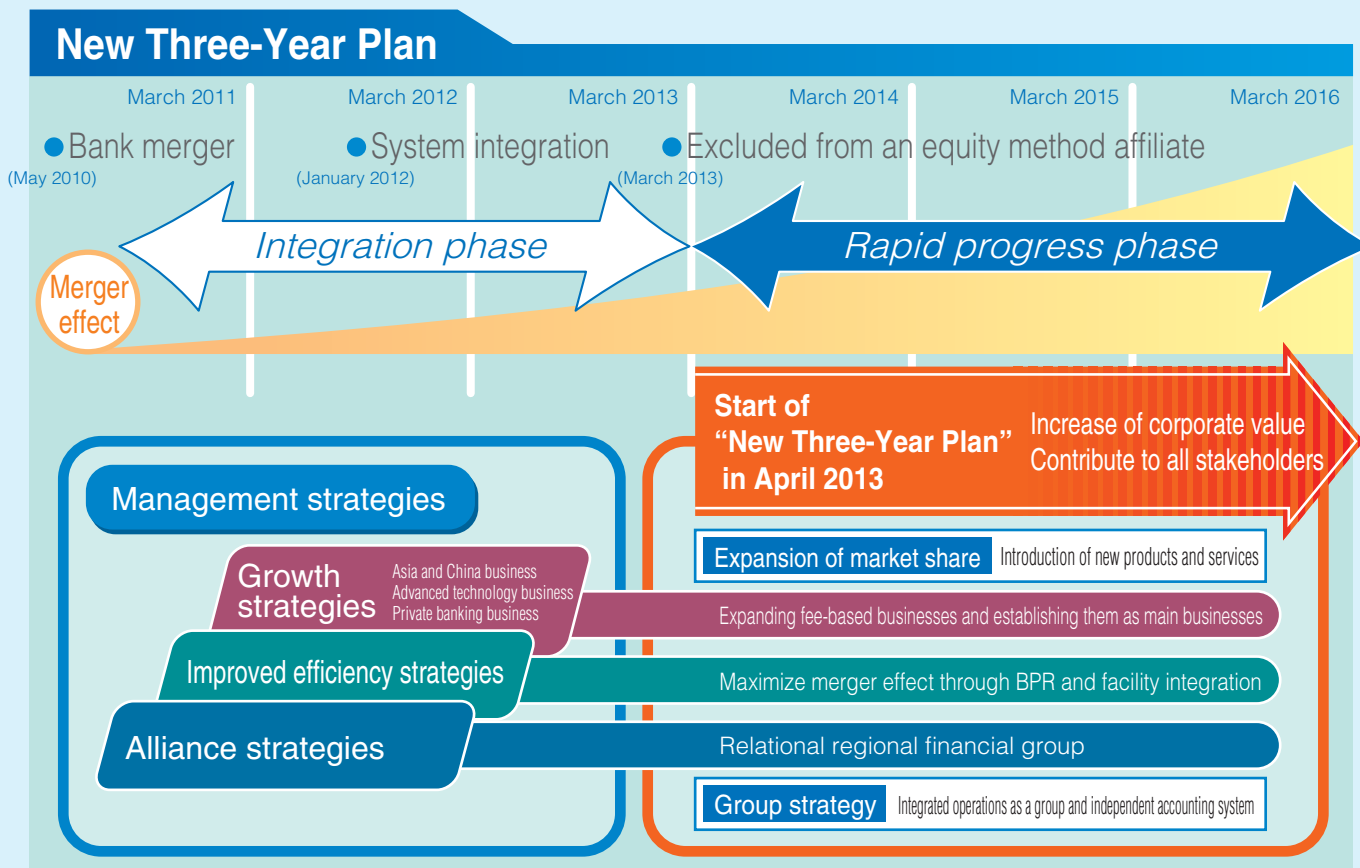 New Three-Year Plan
March 2011
March 2012
March 2013
March 2014
March 2015
March 2016
●Bank merger
(May 2010)
●System integration
(January 2012)
●Excluded from an equity method affiliate
(March 2013)
Integration phase
Rapid progress phase
Merger
effect
Start of
“New Three-Year Plan”
in April 2013
Increase of corporate value
Contribute to all stakeholders
Management strategies
Growth
strategies
Asia and China business
Advanced technology business
Private banking business
Improved efficiency strategies
Alliance strategies
Expansion of market share
Introduction of new products and services
Expanding fee-based businesses and establishing them as main businesses
Maximize merger effect through BPR and facility integration
Relational regional financial group
Group strategy
Integrated operations as a group and independent accounting system